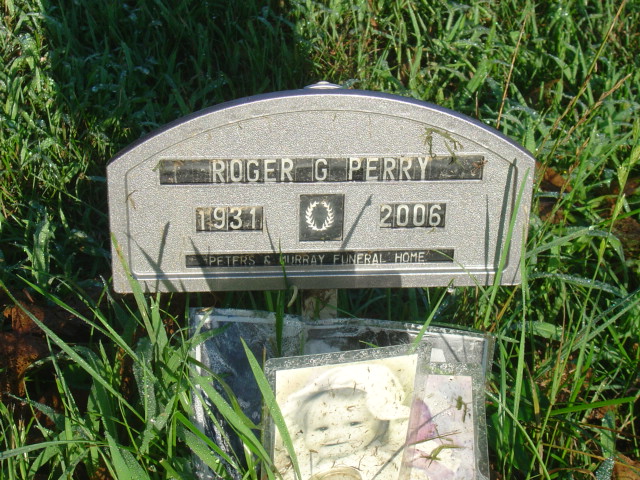 ROGER G PERRY
1931 2006
PETERS & MURRAY FUNERAL HOME